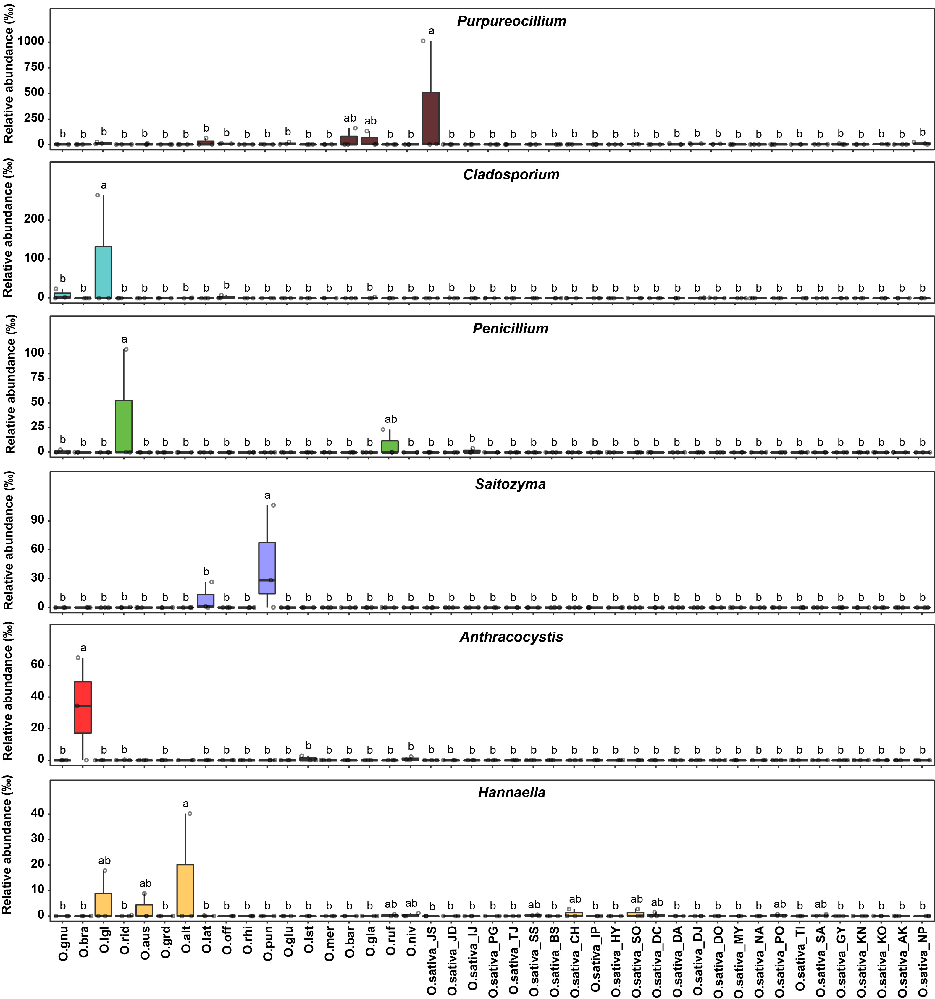 Purpureocillium
Relative abundance (‰)
1000
750
500
250
0
b b b b b b b b b b b b b b ab ab b b a b b b b b b b b b b b b b b b b b b b b b b b b
Cladosporium
Relative abundance (‰)
200
100
0
b b a b b b b b b b b b b b b b b b b b b b b b b b b b b b b b b b b b b b b b b b b
Penicillium
Relative abundance (‰)
100
75
50
25
0
b b b a b b b b b b b b b b b b ab b b b b b b b b b b b b b b b b b b b b b b b b b b
Saitozyma
Relative abundance (‰)
90
60
30
0
b b b b b b b b b b a b b b b b b b b b b b b b b b b b b b b b b b b b b b b b b b b
Anthracocystis
Relative abundance (‰)
60
40
20
0
b a b b b b b b b b b b b b b b b b b b b b b b b b b b b b b b b b b b b b b b b
Hannaella
Relative abundance (‰)
40
30
20
10
0
b b ab b ab b a b b b b b b b b b ab ab b b b b b ab b ab b b ab ab b b b b b ab b ab b b b b b
O.gnu
O.bra
O.lgl
O.rid
O.aus
O.grd
O.alt
O.lat
O.off
O.rhi
O.pun
O.glu
O.lst
O.mer
O.bar
O.gla
O.ruf
O.niv
O.sativa_JS
O.sativa_JD
O.sativa_IJ
O.sativa_PG
O.sativa_TJ
O.sativa_SS
O.sativa_BS
O.sativa_CH
O.sativa_IP
O.sativa_HY
O.sativa_SO
O.sativa_DC
O.sativa_DA
O.sativa_DJ
O.sativa_DO
O.sativa_MY
O.sativa_NA
O.sativa_PO
O.sativa_TI
O.sativa_SA
O.sativa_GY
O.sativa_KN
O.sativa_KO
O.sativa_AK
O.sativa_NP